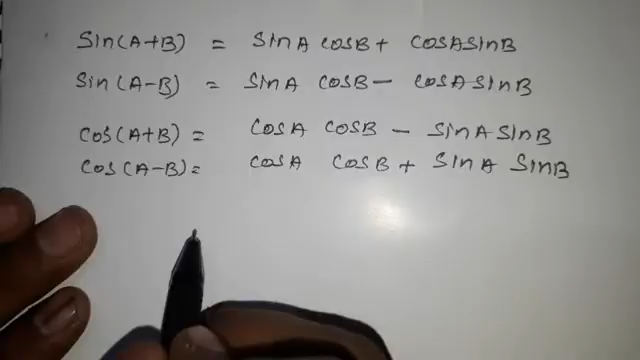 Sin(A+B) = SinA cosB + cosAsinB
Sin(A-B) = SinA cosB - cosAsinB
cos(A+B) = cosA cosB - SinA SinB
cos(A-B) = cosA cosB + SinA SinB